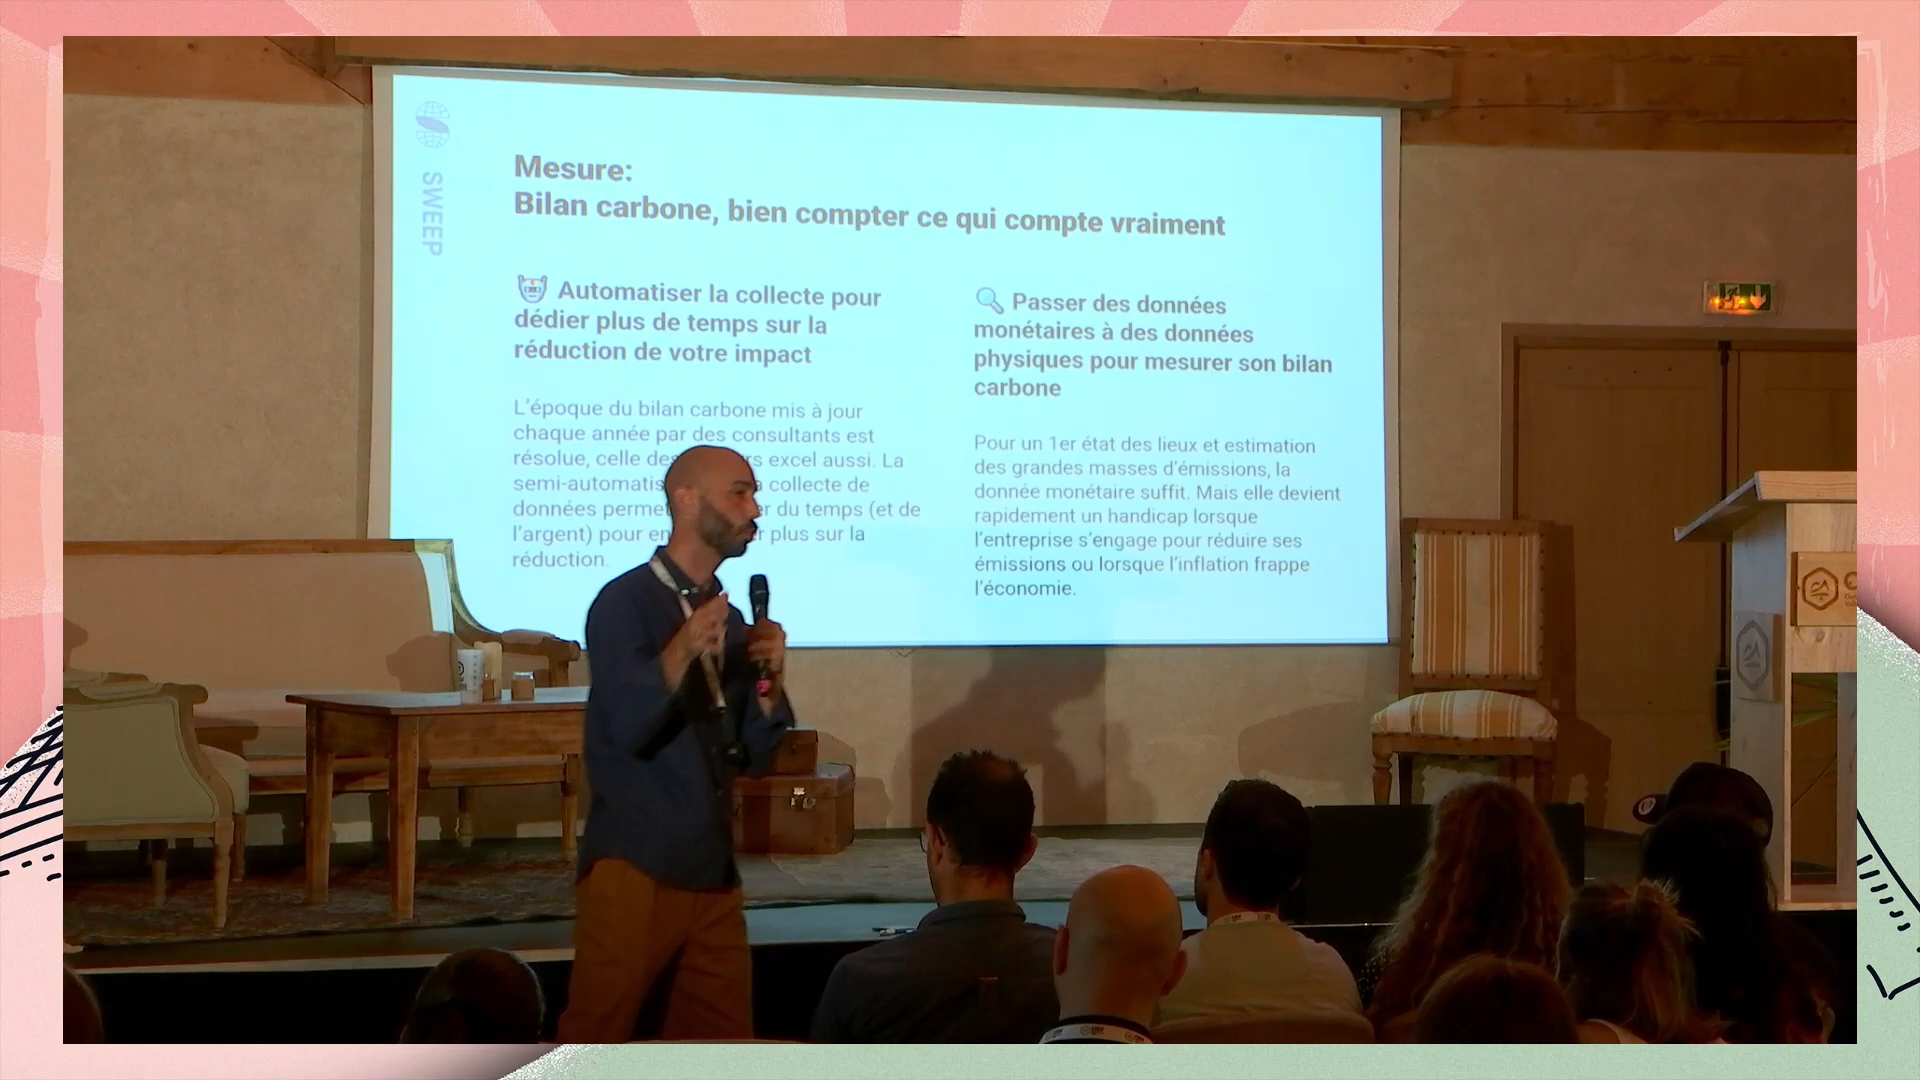 SWEEP
Mesure:
Bilan carbone, bien compter ce qui compte vraiment
Automatiser la collecte pour
dédier plus de temps sur la
réduction de votre impact
L'époque du bilan carbone mis à jour
chaque année par des consultants est
résolue, celle des excel aussi. La
semi-automatis collecte de
données permet du temps (et de
l'argent) pour plus sur la
réduction.
Passer des données
monétaires à des données
physiques pour mesurer son bilan
carbone
Pour un 1er état des lieux et estimation
des grandes masses d'émissions, la
donnée monétaire suffit. Mais elle devient
rapidement un handicap lorsque
l'entreprise s'engage pour réduire ses
émissions ou lorsque l'inflation frappe
l'économie.